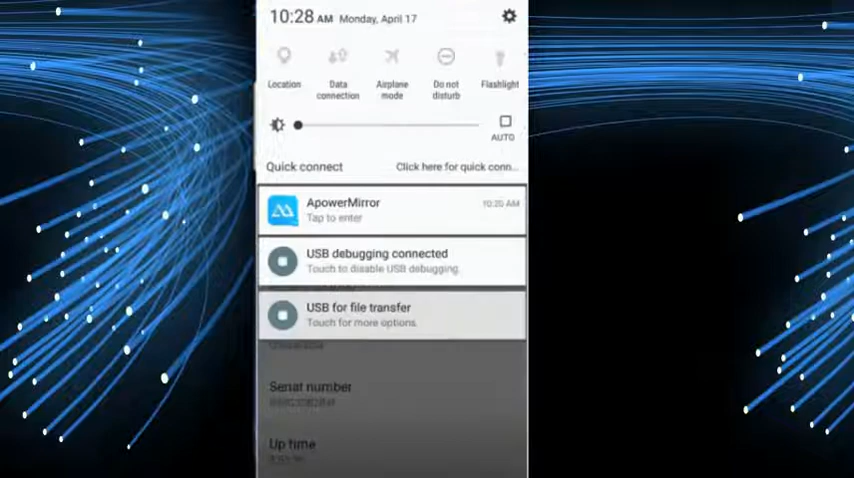 10:28 AM Monday, April 17
Location
Data connection
Airplane mode
Do not disturb
Flashlight
AUTO
Quick connect
Click here for quick conn...
ApowerMirror
10:20 AM
Tap to enter
USB debugging connected
Touch to disable USB debugging.
USB for file transfer
Touch for more options.
Serial number
Up time